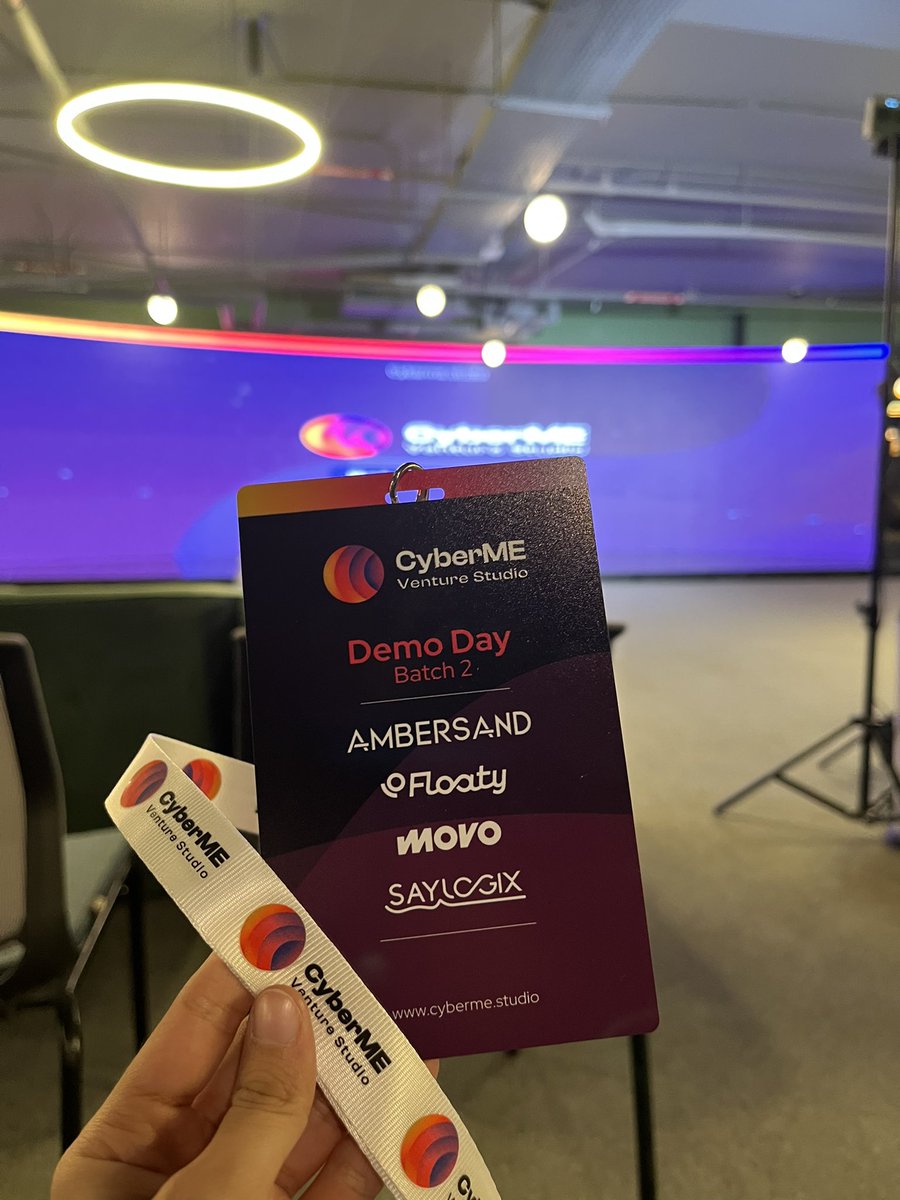 CyberME
CyberME
Venture Studio
Demo Day
Batch 2
AMBERSAND
Floaty
MOVO
SAYLOGIX
www.cyberme.studio
CyberME
Venture Studio
CyberME
Venture Studio
Cy